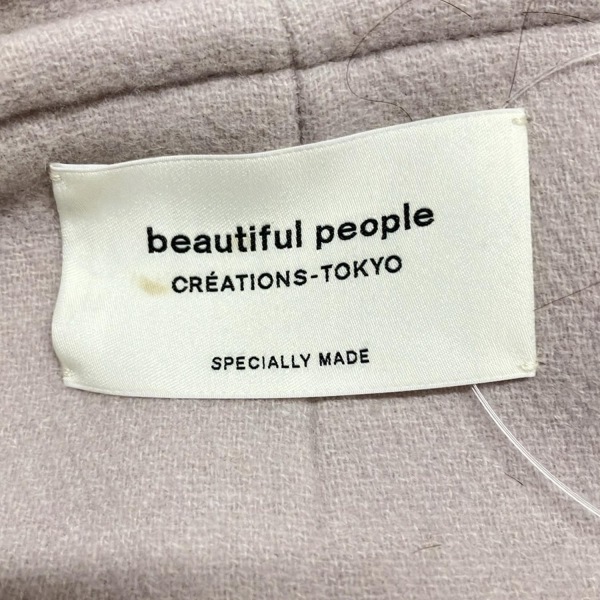 beautiful people
CRÉATIONS-TOKYO
SPECIALLY MADE